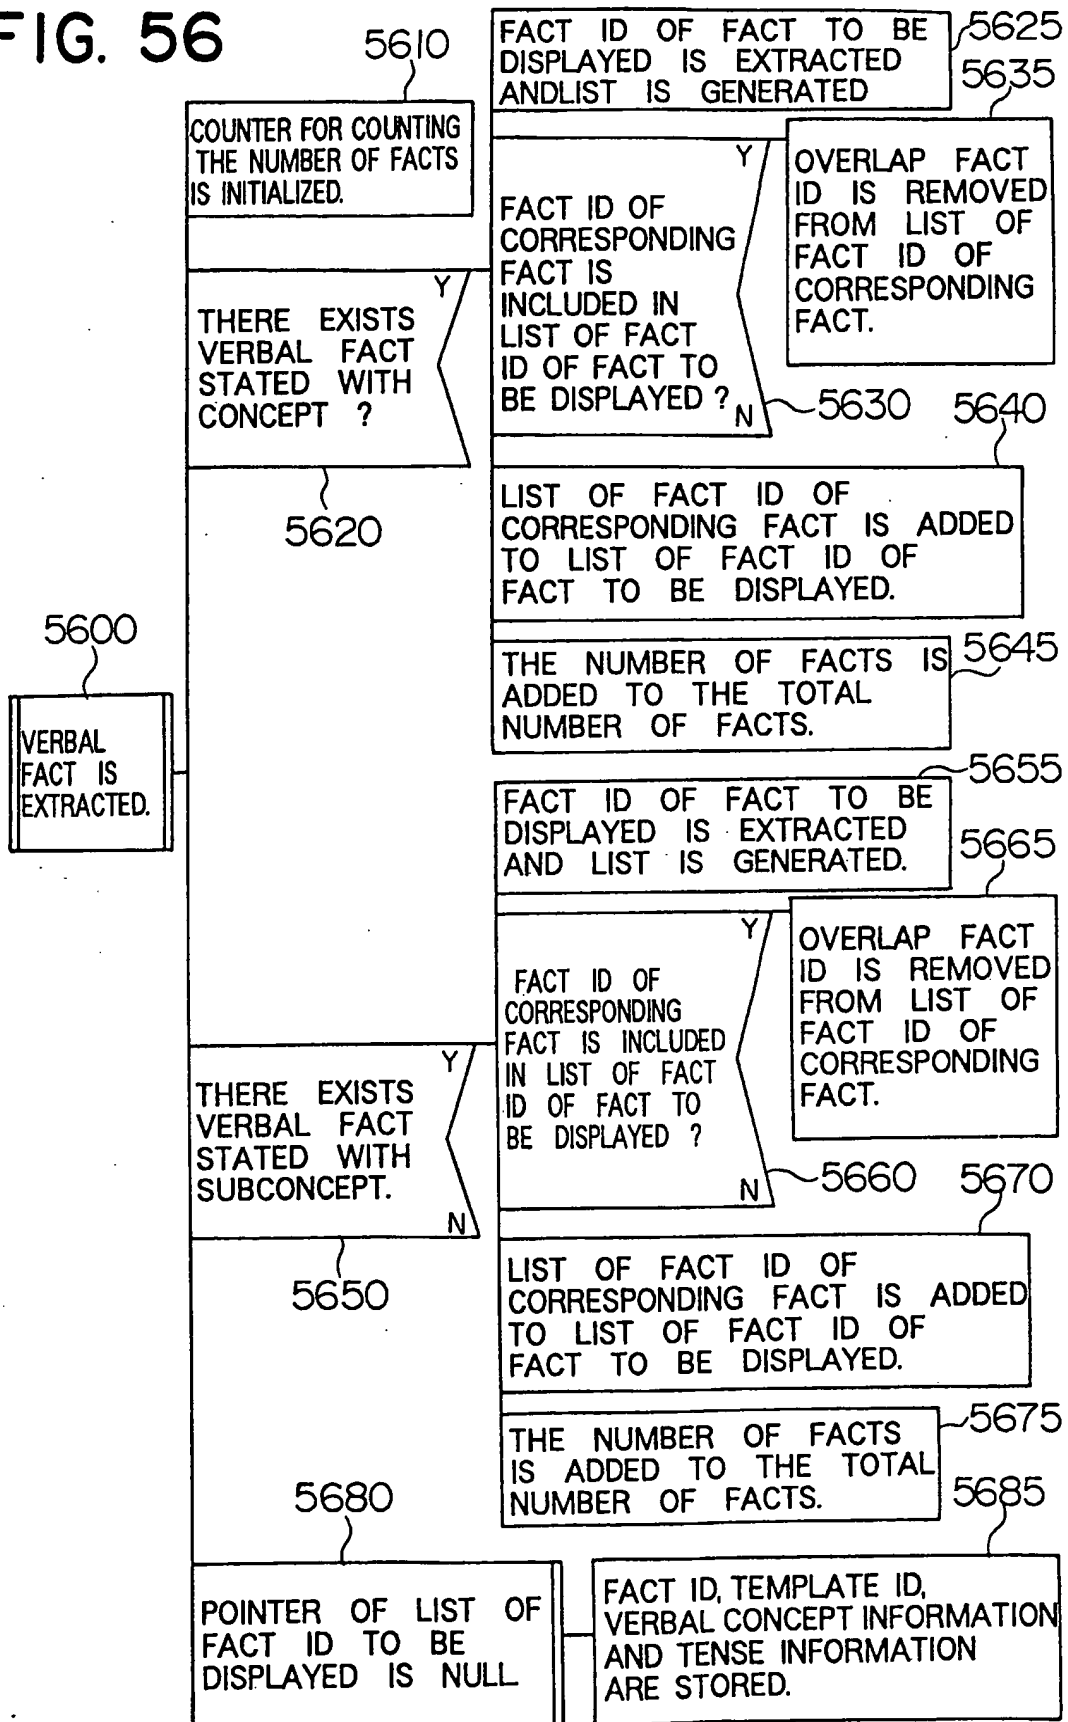 FIG. 56
5610
COUNTER FOR COUNTING
THE NUMBER OF FACTS
IS INITIALIZED.
Y
THERE EXISTS
VERBAL FACT
STATED WITH
CONCEPT ?
5620
5600
VERBAL
FACT IS
EXTRACTED.
FACT ID OF FACT TO BE
DISPLAYED IS EXTRACTED
ANDLIST IS GENERATED
5625
5635
Y
FACT ID OF
CORRESPONDING
FACT IS
INCLUDED IN
LIST OF FACT
ID OF FACT TO
BE DISPLAYED ?
N
5630
OVERLAP FACT
ID IS REMOVED
FROM LIST OF
FACT ID OF
CORRESPONDING
FACT.
5640
LIST OF FACT ID OF
CORRESPONDING FACT IS ADDED
TO LIST OF FACT ID OF
FACT TO BE DISPLAYED.
THE NUMBER OF FACTS IS
ADDED TO THE TOTAL
NUMBER OF FACTS.
5645
5655
FACT ID OF FACT TO BE
DISPLAYED IS EXTRACTED
AND LIST IS GENERATED.
5665
Y
FACT ID OF
CORRESPONDING
FACT IS INCLUDED
IN LIST OF FACT
ID OF FACT TO
BE DISPLAYED ?
N
5660
OVERLAP FACT
ID IS REMOVED
FROM LIST OF
FACT ID OF
CORRESPONDING
FACT.
Y
THERE EXISTS
VERBAL FACT
STATED WITH
SUBCONCEPT.
N
5650
5670
LIST OF FACT ID OF
CORRESPONDING FACT IS ADDED
TO LIST OF FACT ID OF
FACT TO BE DISPLAYED.
5675
THE NUMBER OF FACTS
IS ADDED TO THE TOTAL
NUMBER OF FACTS.
5680
POINTER OF LIST OF
FACT ID TO BE
DISPLAYED IS NULL
5685
FACT ID, TEMPLATE ID,
VERBAL CONCEPT INFORMATION
AND TENSE INFORMATION
ARE STORED.